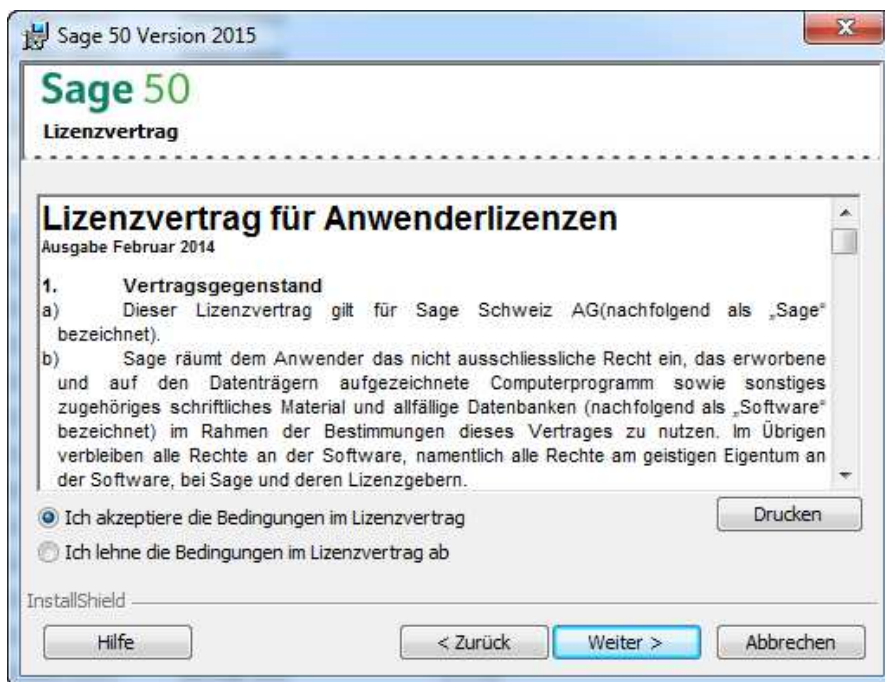 Sage 50 Version 2015
Sage 50
Lizenzvertrag
Lizenzvertrag für Anwenderlizenzen
Ausgabe Februar 2014
1. Vertragsgegenstand
a) Dieser Lizenzvertrag gilt für Sage Schweiz AG(nachfolgend als „Sage“
bezeichnet).
b) Sage räumt dem Anwender das nicht ausschliessliche Recht ein, das erworbene
und auf den Datenträgern aufgezeichnete Computerprogramm sowie sonstiges
zugehöriges schriftliches Material und allfällige Datenbanken (nachfolgend als „Software“
bezeichnet) im Rahmen der Bestimmungen dieses Vertrages zu nutzen. Im Übrigen
verbleiben alle Rechte an der Software, namentlich alle Rechte am geistigen Eigentum an
der Software, bei Sage und deren Lizenzgebern.
Ich akzeptiere die Bedingungen im Lizenzvertrag
Drucken
Ich lehne die Bedingungen im Lizenzvertrag ab
InstallShield
Hilfe
< Zurück
Weiter >
Abbrechen